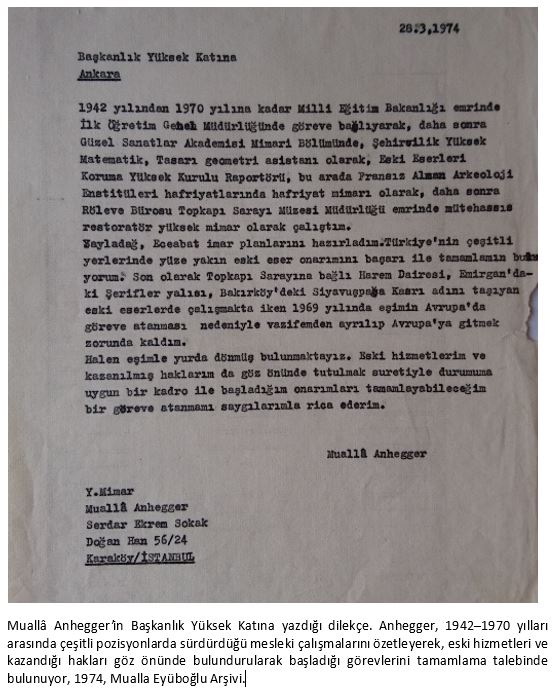 28.3,1974
Başkanlık Yüksek Katına
Ankara
1942 yılından 1970 yılına kadar Milli Eğitim Bakanlığı emrinde
İlk Öğretim Genel Müdürlüğünde göreve bağlıyarak, daha sonra
Güzel Sanatlar Akademisi Mimari Bölümünde, Şehircilik Yüksek
Matematik, Tasarı geometri asistanı olarak, Eski Eserleri
Koruma Yüksek Kurulu Raportörü, bu arada Fransız Alman Arkeoloji
Enstitüleri hafriyatlarında hafriyat mimarı olarak, daha sonra
Röleve Bürosu Topkapı Sarayı Müzesi Müdürlüğü emrinde mütehassıs
restoratör yüksek mimar olarak çalıştım.
Yayladağ, Eceabat imar planlarını hazırladım.Türkiye'nin çeşitli
yerlerinde yüze yakın eski eser onarımını başarı ile tamamlamın
yorum. Son olarak Topkapı Sarayına bağlı Harem Dairesi, Emirgan'da-
ki Şerifler yalısı, Bakırköy'deki Siyavuşpaşa Kasrı adını taşıyan
eski eserlerde çalışmakta iken 1969 yılında eşimin Avrupa'da
göreve atanması nedeniyle vazifemden ayrılıp Avrupa'ya gitmek
zorunda kaldım.
Halen eşimle yurda dönmüş bulunmaktayız. Eski hizmetlerim ve
kazanılmış haklarım da göz önünde tutulmak suretiyle durumuma
uygun bir kadro ile başladığım onarımları tamamlayabileceğim
bir göreve atanmamı saygılarımla rica ederim.
Muallâ Anhegger
Y.Mimar
Muallâ Anhegger
Serdar Ekrem Sokak
Doğan Han 56/24
Karaköy/İSTANBUL
Muallâ Anhegger'in Başkanlık Yüksek Katına yazdığı dilekçe. Anhegger, 1942–1970 yılları
arasında çeşitli pozisyonlarda sürdürdüğü mesleki çalışmalarını özetleyerek, eski hizmetleri ve
kazandığı hakları göz önünde bulundurularak başladığı görevlerini tamamlama talebinde
bulunuyor, 1974, Mualla Eyüboğlu Arşivi.